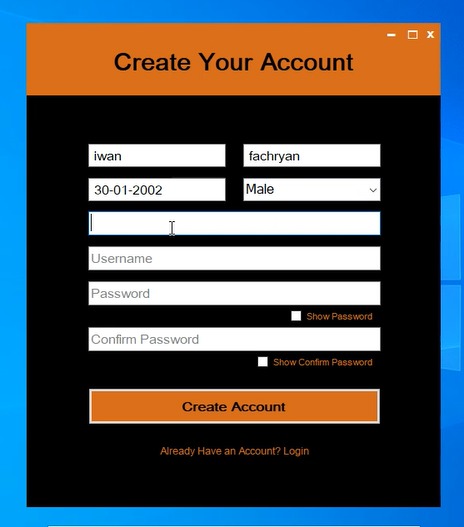 Create Your Account
iwan fachryan
30-01-2002 Male
Username
Password
Show Password
Confirm Password
Show Confirm Password
Create Account
Already Have an Account? Login